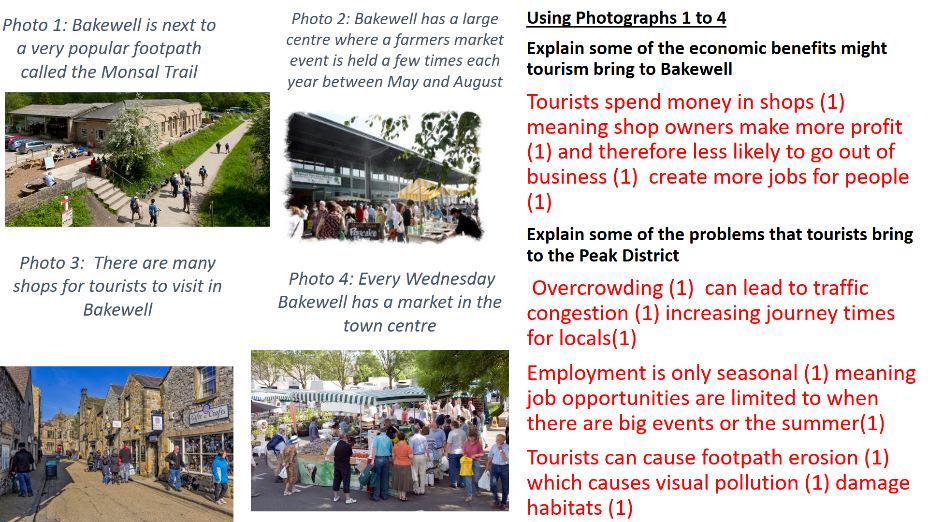 Photo 1: Bakewell is next to
a very popular footpath
called the Monsal Trail
Photo 2: Bakewell has a large
centre where a farmers market
event is held a few times each
year between May and August
Photo 3:  There are many
shops for tourists to visit in
Bakewell
Photo 4: Every Wednesday
Bakewell has a market in the
town centre
Using Photographs 1 to 4
Explain some of the economic benefits might
tourism bring to Bakewell
Tourists spend money in shops (1)
meaning shop owners make more profit
(1) and therefore less likely to go out of
business (1)  create more jobs for people
(1)
Explain some of the problems that tourists bring
to the Peak District
Overcrowding (1)  can lead to traffic
congestion (1) increasing journey times
for locals(1)
Employment is only seasonal (1) meaning
job opportunities are limited to when
there are big events or the summer(1)
Tourists can cause footpath erosion (1)
which causes visual pollution (1) damage
habitats (1)